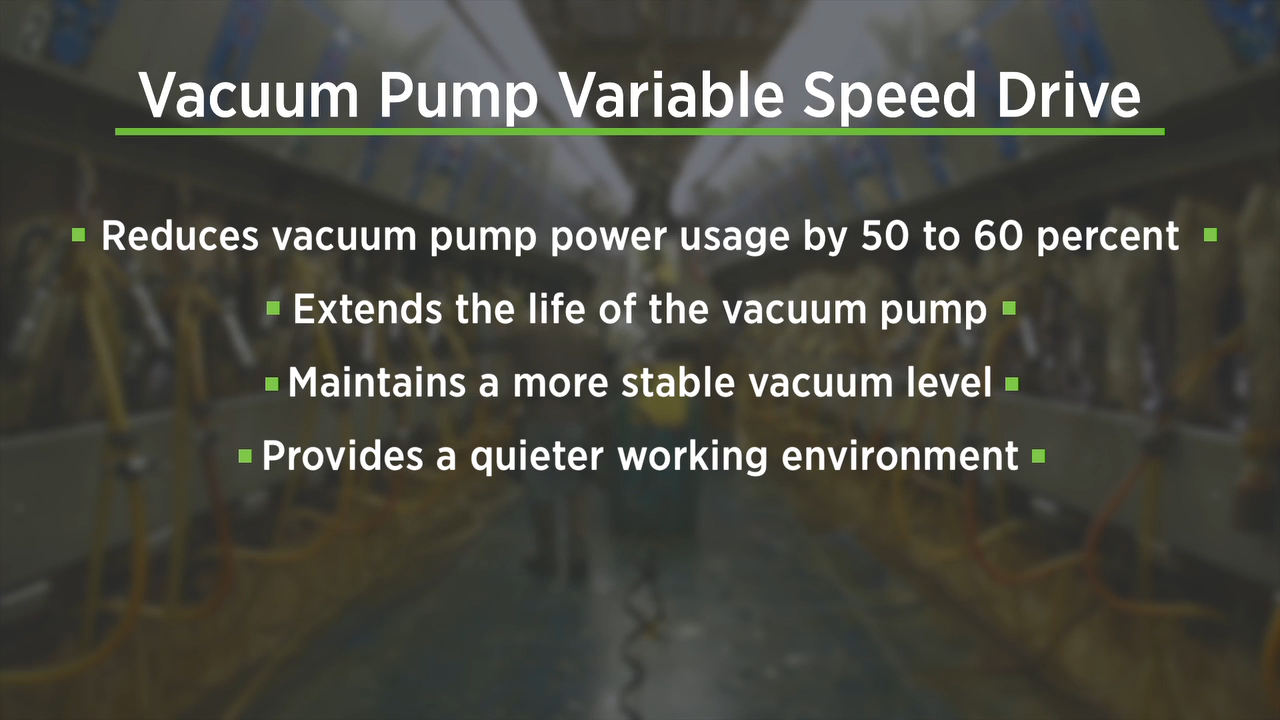 Vacuum Pump Variable Speed Drive
Reduces vacuum pump power usage by 50 to 60 percent
Extends the life of the vacuum pump
Maintains a more stable vacuum level
Provides a quieter working environment